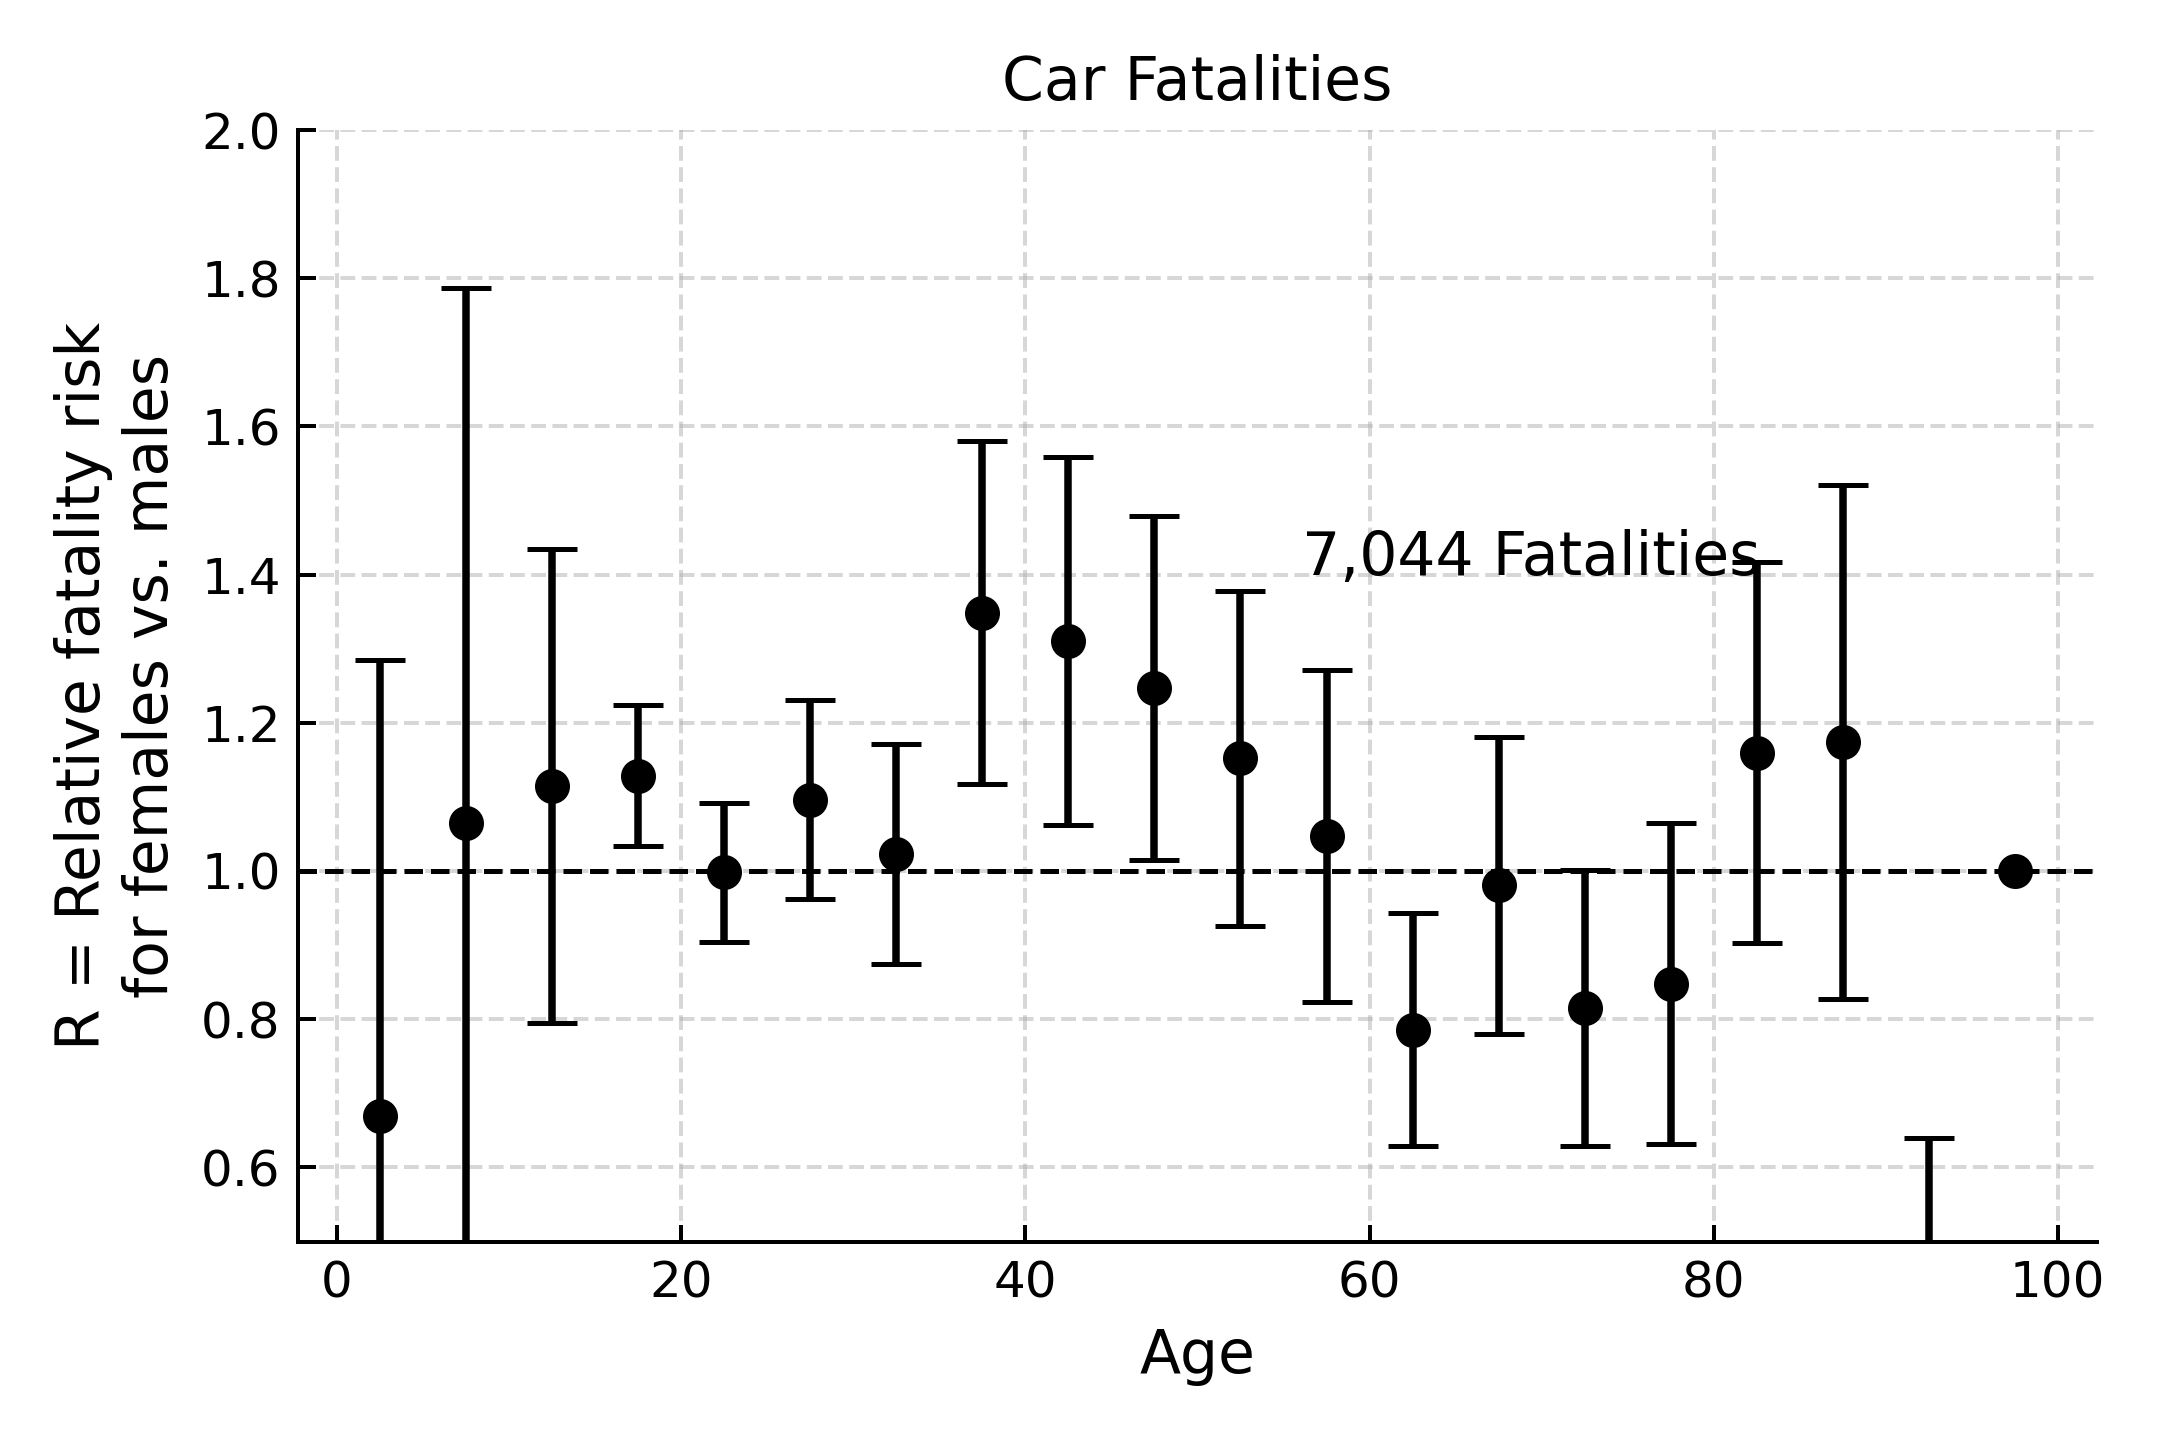 Car Fatalities
R = Relative fatality risk
for females vs. males
2.0
1.8
1.6
1.4
1.2
1.0
0.8
0.6
7,044 Fatalities
0
20
40
60
80
100
Age